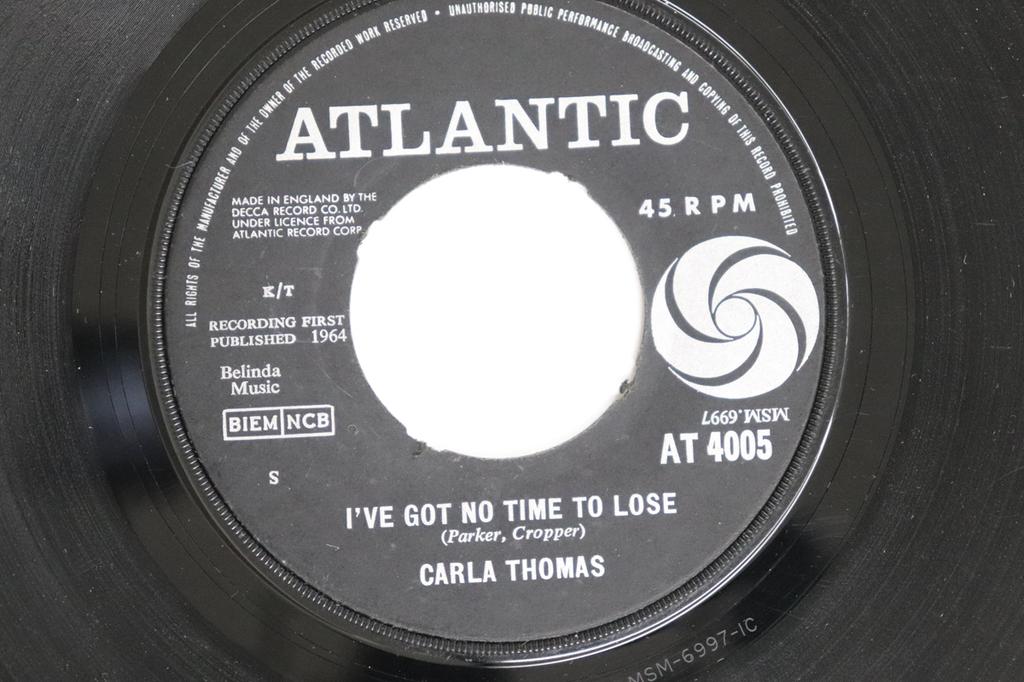 ALL RIGHTS OF THE MANUFACTURER AND OF THE OWNER OF THE RECORDED WORK RESERVED • UNAUTHORISED PUBLIC PERFORMANCE BROADCASTING AND COPYING OF THIS RECORD PROHIBITED
ATLANTIC
MADE IN ENGLAND BY THE
DECCA RECORD CO. LTD.
UNDER LICENCE FROM
ATLANTIC RECORD CORP.
45. RPM
K/T
RECORDING FIRST
PUBLISHED 1964
Belinda
Music
BIEM NCB
S
MSM.6997
AT 4005
I'VE GOT NO TIME TO LOSE
(Parker, Cropper)
CARLA THOMAS
MSM-6997-1C